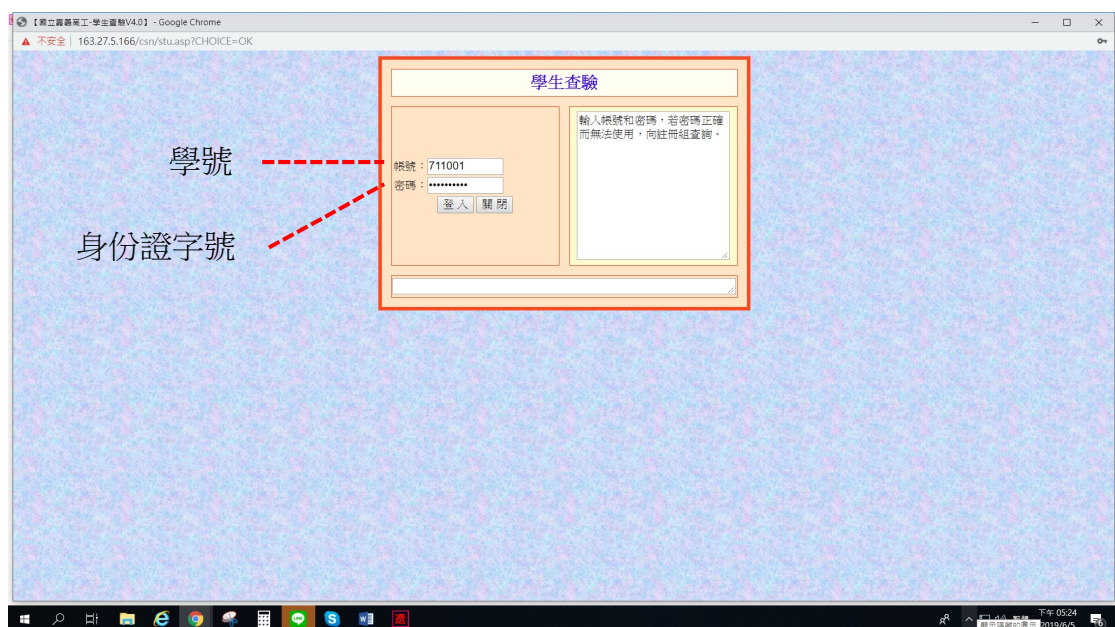 【國立嘉義高工-學生查驗V4.0】 - Google Chrome
不安全 | 163.27.5.166/csn/stu.asp?CHOICE=OK
學生查驗
輸入帳號和密碼，若密碼正確
而無法使用，向註冊組查詢。
學號
帳號：711001
密碼：••••••••••
登入 關閉
身份證字號
下午 05:24
2019/6/5